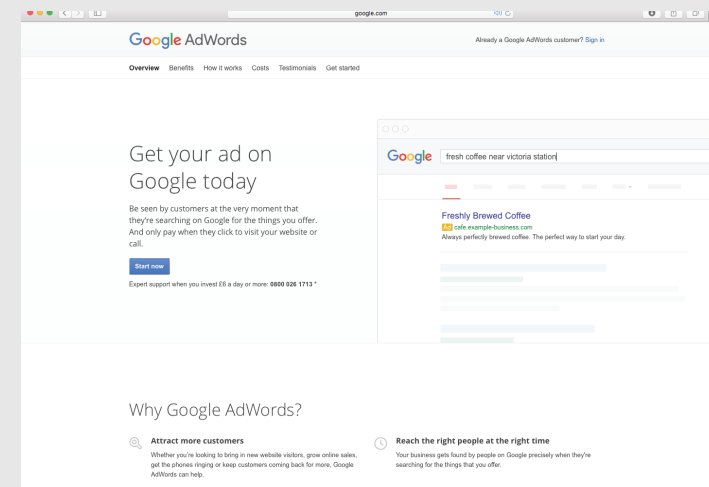 google.com
Google AdWords
Already a Google AdWords customer? Sign in
Overview Benefits How it works Costs Testimonials Get started
Get your ad on
Google today
Be seen by customers at the very moment that
they're searching on Google for the things you offer.
And only pay when they click to visit your website or
call.
Start now
Expert support when you invest £6 a day or more: 0800 026 1713 *
Google fresh coffee near victoria station
Freshly Brewed Coffee
Ad cafe.example-business.com
Always perfectly brewed coffee. The perfect way to start your day.
Why Google AdWords?
Attract more customers
Whether you're looking to bring in new website visitors, grow online sales,
get the phones ringing or keep customers coming back for more, Google
AdWords can help.
Reach the right people at the right time
Your business gets found by people on Google precisely when they're
searching for the things that you offer.